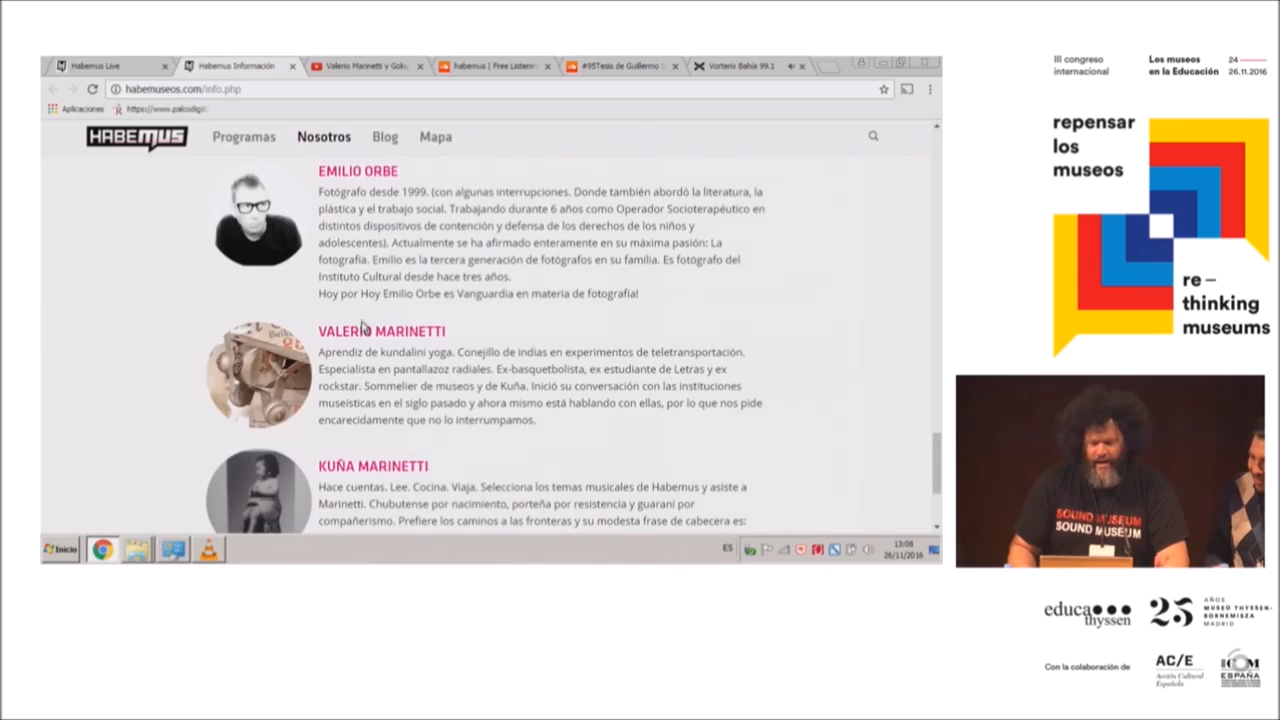 Habemus Live
Habemus Información
Valerio Marinetti y Goku
habemus | Free Listenin
#95Tesis de Guillermo S
Vorterix Bahía 99.1
habemuseos.com/info.php
Aplicaciones
https://www.palcodigit
HABEMUS
Programas
Nosotros
Blog
Mapa
EMILIO ORBE
Fotógrafo desde 1999. (con algunas interrupciones. Donde también abordó la literatura, la
plástica y el trabajo social. Trabajando durante 6 años como Operador Socioterapéutico en
distintos dispositivos de contención y defensa de los derechos de los niños y
adolescentes). Actualmente se ha afirmado enteramente en su máxima pasión: La
fotografía. Emilio es la tercera generación de fotógrafos en su familia. Es fotógrafo del
Instituto Cultural desde hace tres años.
Hoy por Hoy Emilio Orbe es Vanguardia en materia de fotografía!
VALERIO MARINETTI
Aprendiz de kundalini yoga. Conejillo de indias en experimentos de teletransportación.
Especialista en pantallazoz radiales. Ex-basquetbolista, ex estudiante de Letras y ex
rockstar. Sommelier de museos y de Kuña. Inició su conversación con las instituciones
museísticas en el siglo pasado y ahora mismo está hablando con ellas, por lo que nos pide
encarecidamente que no lo interrumpamos.
KUÑA MARINETTI
Hace cuentas. Lee. Cocina. Viaja. Selecciona los temas musicales de Habemus y asiste a
Marinetti. Chubutense por nacimiento, porteña por resistencia y guaraní por
compañerismo. Prefiere los caminos a las fronteras y su modesta frase de cabecera es:
Inicio
ES
13:08
26/11/2016
III congreso
internacional
Los museos
en la Educación
24
26.11.2016
repensar
los
museos
re –
thinking
museums
SOUND MUSEUM
SOUND MUSEUM
educa
thyssen
25
AÑOS
MUSEO THYSSEN-
BORNEMISZA
MADRID
Con la colaboración de
AC/E
Acción Cultural
Española
ICOM
ESPAÑA